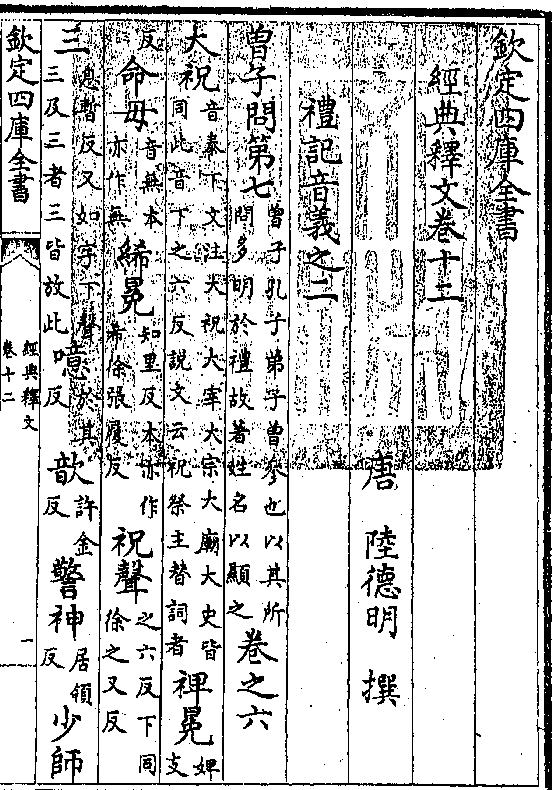 欽定四庫全書
經典釋文卷十二
唐　陸德明　撰
禮記音義之二
曾子問第七曾子孔子弟子曾參也以其所問多明於禮故著姓名以顯之卷之六
大祝音泰下文注大祝大宰大宗大廟大史皆同此音下之六反說文云祝祭主替詞者裨冕婢支
反命毋音無本亦作無絺冕知里反本亦作希徐張履反祝聲之六反下同徐之又反
三息暫反又如字下聲三及三者三皆故此噫於其反歆許金反警神居領反少師
欽定四庫全書
經典釋文
卷十二
一